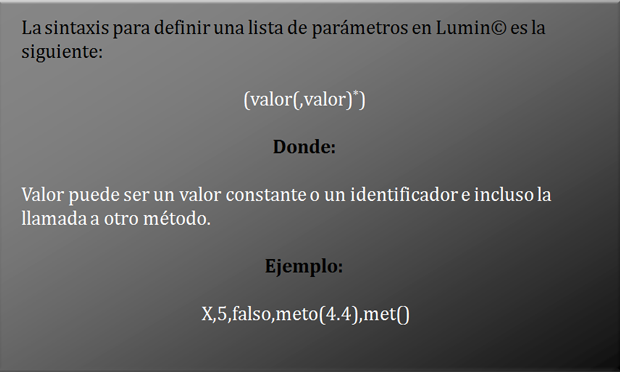 La sintaxis para definir una lista de parámetros en Lumin© es la
siguiente:
(valor(,valor)*)
Donde:
Valor puede ser un valor constante o un identificador e incluso la
llamada a otro método.
Ejemplo:
X,5,falso,meto(4.4),met()